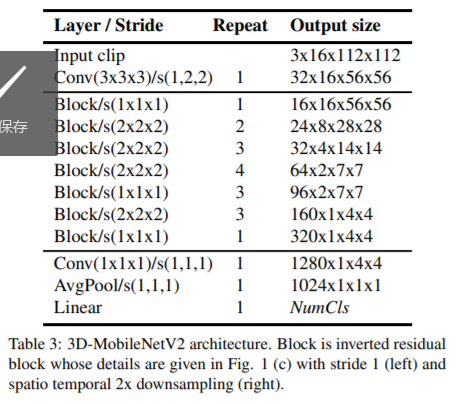 Layer / Stride Repeat Output size
Input clip 3x16x112x112
Conv(3x3x3)/s(1,2,2) 1 32x16x56x56
Block/s(1x1x1) 1 16x16x56x56
Block/s(2x2x2) 2 24x8x28x28
保存
Block/s(2x2x2) 3 32x4x14x14
Block/s(2x2x2) 4 64x2x7x7
Block/s(1x1x1) 3 96x2x7x7
Block/s(2x2x2) 3 160x1x4x4
Block/s(1x1x1) 1 320x1x4x4
Conv(1x1x1)/s(1,1,1) 1 1280x1x4x4
AvgPool/s(1,1,1) 1 1024x1x1x1
Linear 1 NumCls
Table 3: 3D-MobileNetV2 architecture. Block is inverted residual
block whose details are given in Fig. 1 (c) with stride 1 (left) and
spatio temporal 2x downsampling (right).